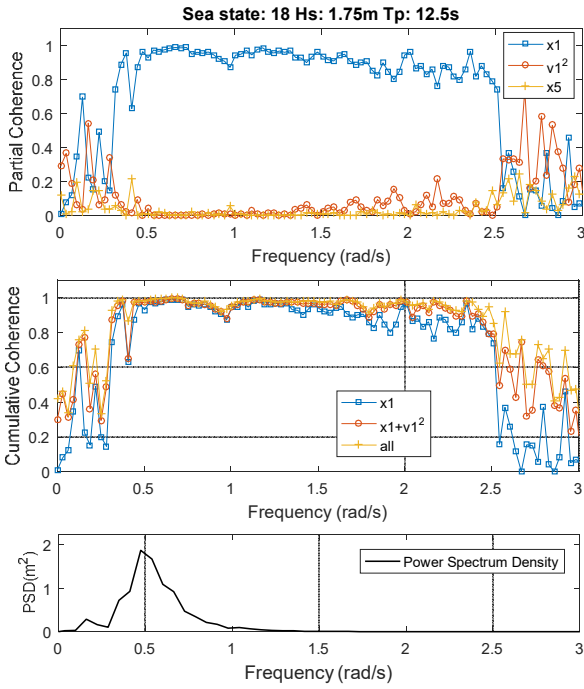 Sea state: 18 Hs: 1.75m Tp: 12.5s
Partial Coherence
1
0.8
0.6
0.4
0.2
0
x1
v1²
x5
0 0.5 1 1.5 2 2.5 3
Frequency (rad/s)
Cumulative Coherence
1
0.8
0.6
0.4
0.2
0
x1
x1+v1²
all
0 0.5 1 1.5 2 2.5 3
Frequency (rad/s)
PSD(m²)
2
1
0
Power Spectrum Density
0 0.5 1 1.5 2 2.5 3
Frequency (rad/s)